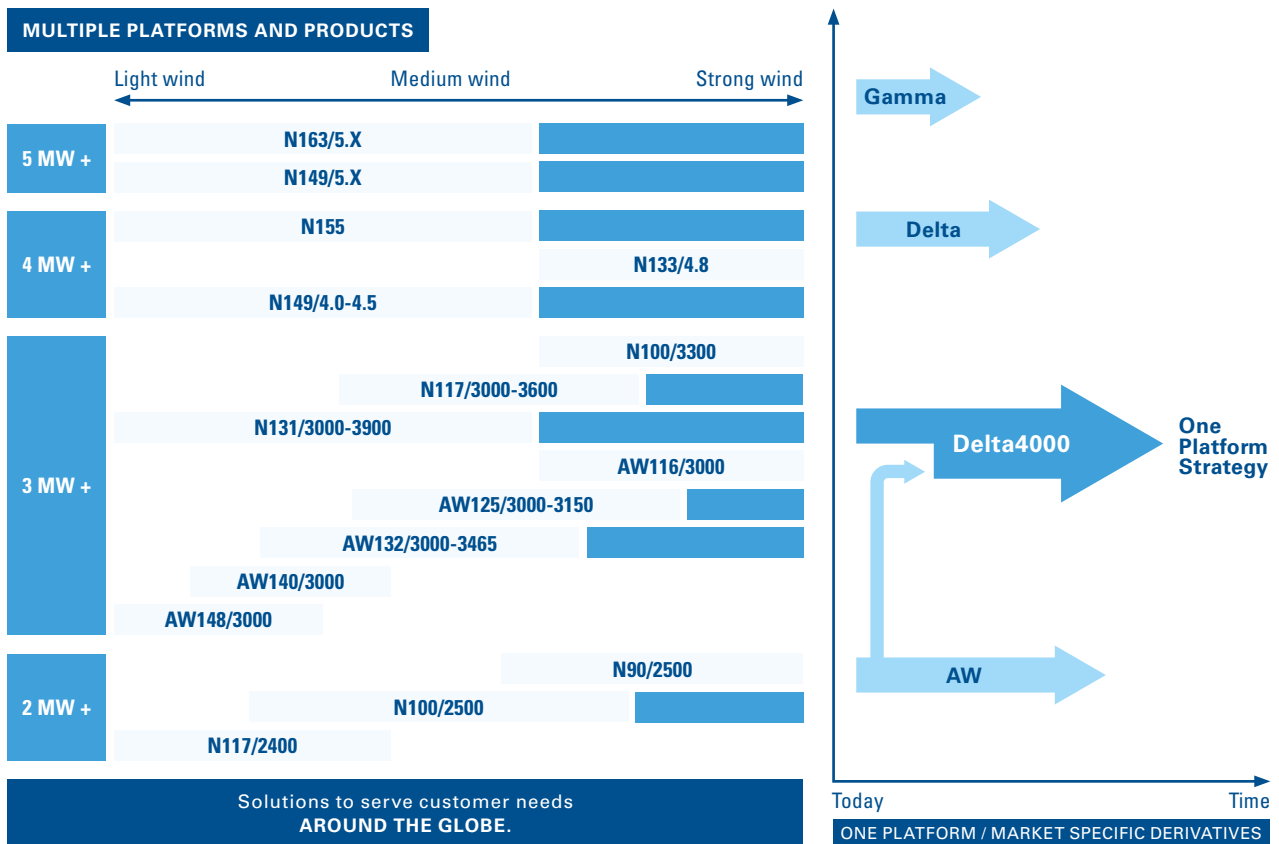 MULTIPLE PLATFORMS AND PRODUCTS
Light wind
Medium wind
Strong wind
5 MW +
N163/5.X
N149/5.X
4 MW +
N155
N133/4.8
N149/4.0-4.5
3 MW +
N100/3300
N117/3000-3600
N131/3000-3900
AW116/3000
AW125/3000-3150
AW132/3000-3465
AW140/3000
AW148/3000
2 MW +
N90/2500
N100/2500
N117/2400
Solutions to serve customer needs
AROUND THE GLOBE.
Gamma
Delta
Delta4000
One
Platform
Strategy
AW
Today
Time
ONE PLATFORM / MARKET SPECIFIC DERIVATIVES